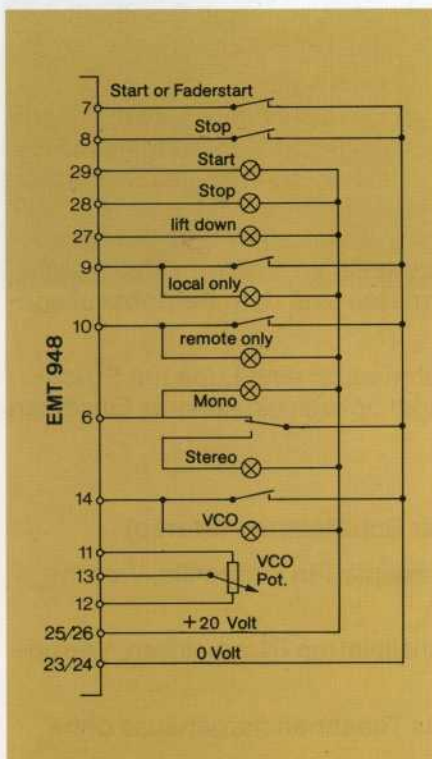 Start or Faderstart
7
Stop
8
Start
29
Stop
28
lift down
27
9
local only
10
remote only
EMT 948
Mono
6
Stereo
14
VCO
11
VCO
13
Pot.
12
+20 Volt
25/26
0 Volt
23/24